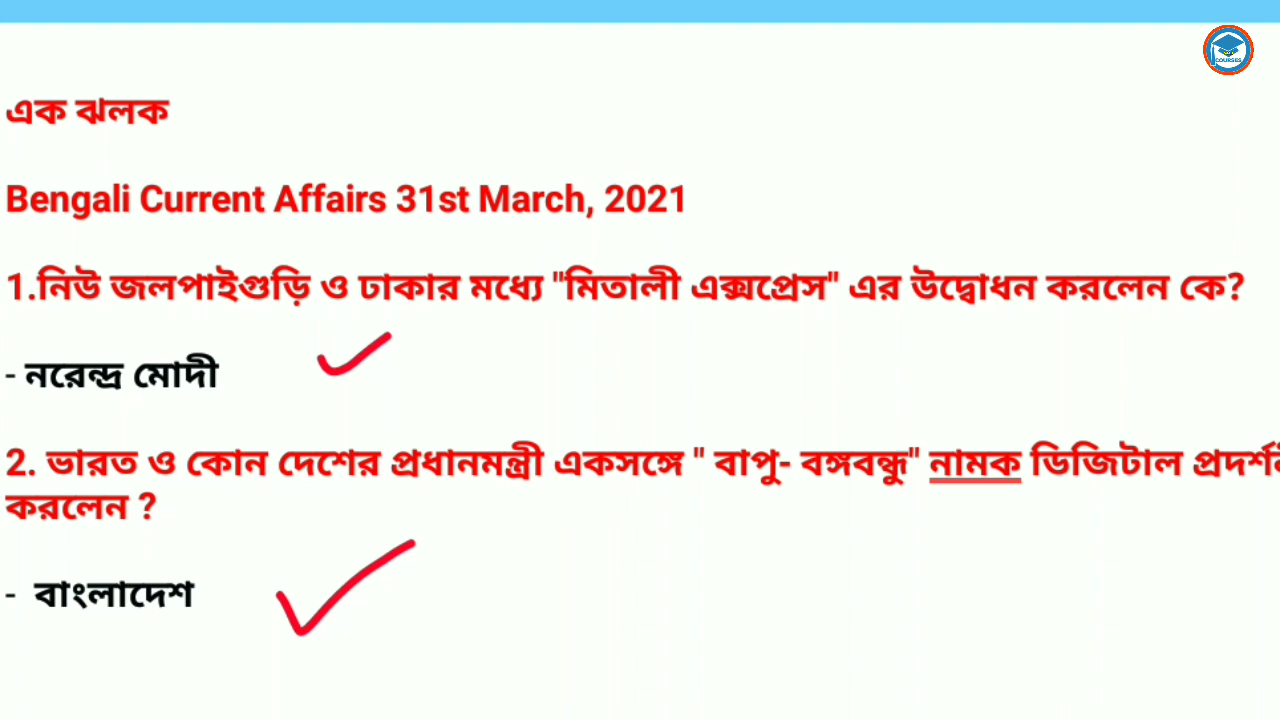 COURSES
এক ঝলক
Bengali Current Affairs 31st March, 2021
1.নিউ জলপাইগুড়ি ও ঢাকার মধ্যে "মিতালী এক্সপ্রেস" এর উদ্বোধন করলেন কে?
- নরেন্দ্র মোদী
2. ভারত ও কোন দেশের প্রধানমন্ত্রী একসঙ্গে " বাপু- বঙ্গবন্ধু" নামক ডিজিটাল
করলেন ?
- বাংলাদেশ